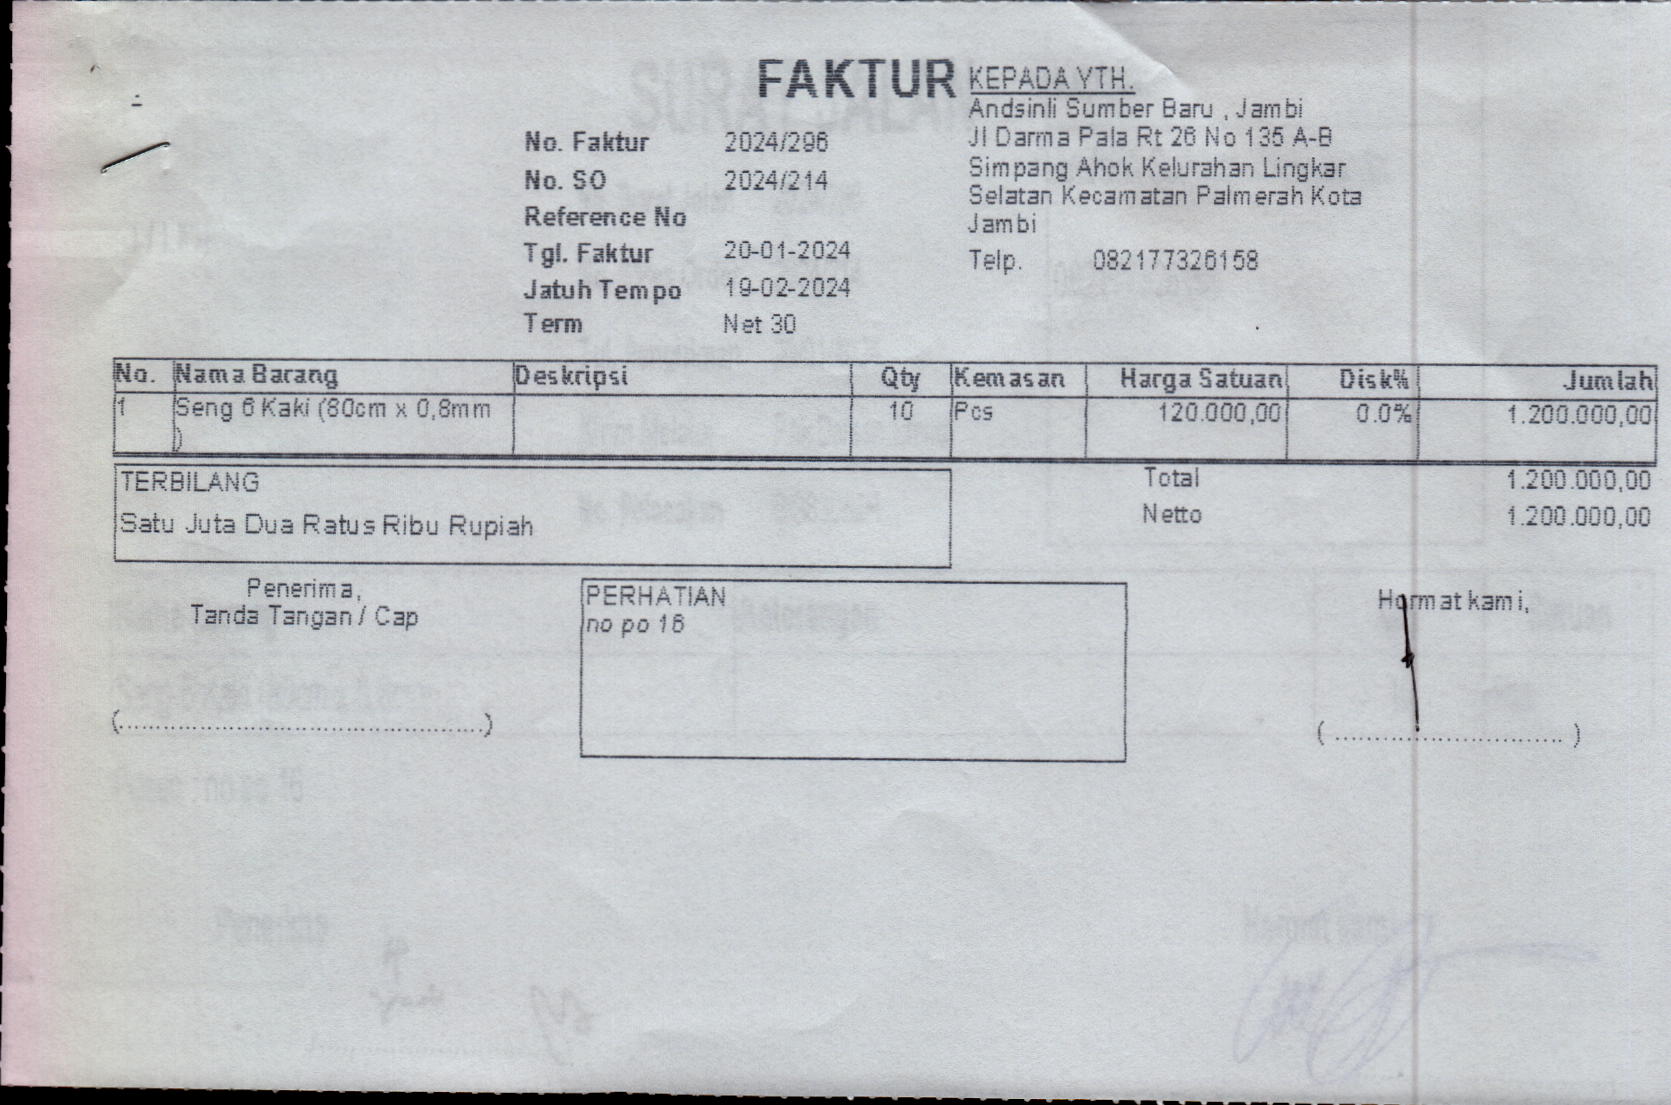 FAKTUR
No. Faktur 2024/296
No. SO 2024/214
Reference No
Tgl. Faktur 20-01-2024
Jatuh Tempo 19-02-2024
Term Net 30
KEPADA YTH.
Andsinli Sumber Baru , Jambi
Jl Darma Pala Rt 26 No 135 A-B
Simpang Ahok Kelurahan Lingkar
Selatan Kecamatan Palmerah Kota
Jambi
Telp. 082177326158
No. Nama Barang Deskripsi Qty Kemasan Harga Satuan Disk% Jumlah
1 Seng 6 Kaki (80cm x 0,8mm 10 Pcs 120.000,00 0.0% 1.200.000,00
)
TERBILANG
Satu Juta Dua Ratus Ribu Rupiah
Total 1.200.000,00
Netto 1.200.000,00
Penerima,
Tanda Tangan / Cap
(..............................................)
PERHATIAN
no po 16
Hormat kami,
(.............................)
Penerima
Hormat kami